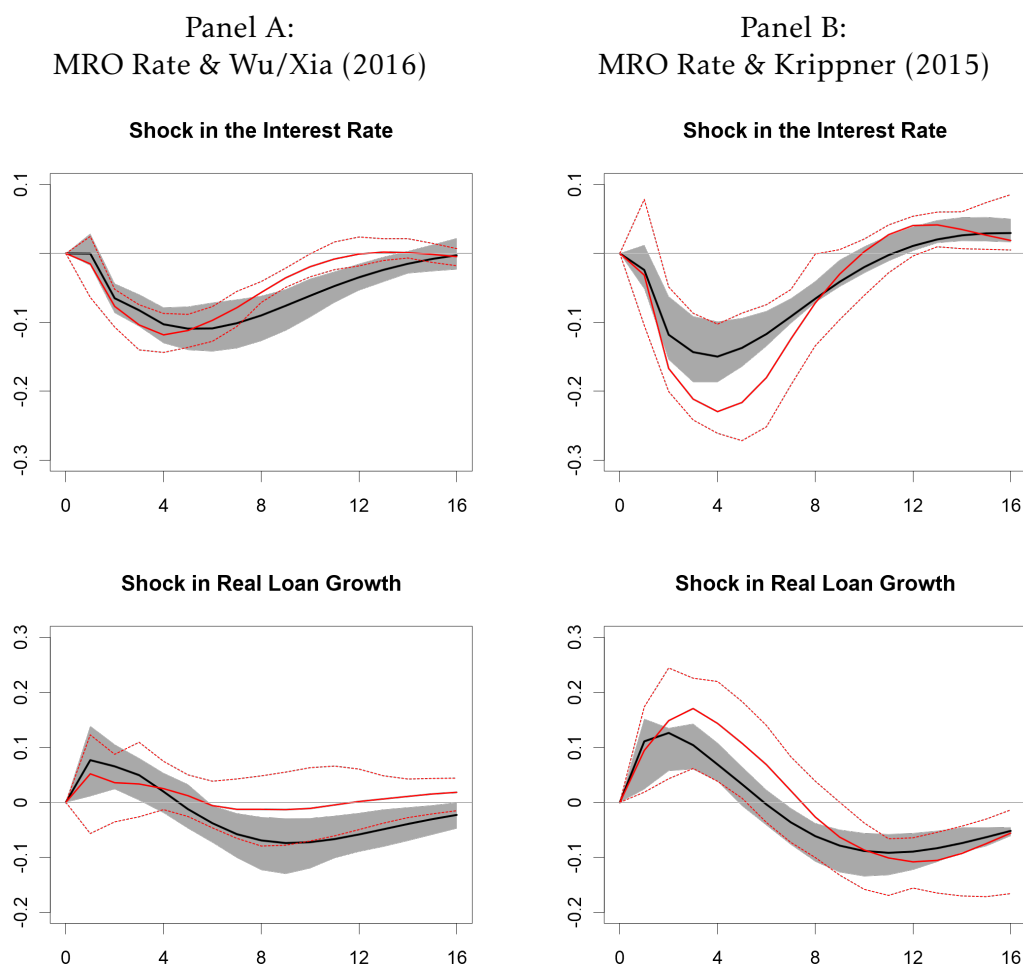 Panel A:
MRO Rate & Wu/Xia (2016)
Panel B:
MRO Rate & Krippner (2015)
Shock in the Interest Rate
0.1
-0.1
-0.2
-0.3
0 4 8 12 16
Shock in the Interest Rate
0.1
-0.1
-0.2
-0.3
0 4 8 12 16
Shock in Real Loan Growth
0.3
0.2
0.1
0
-0.1
-0.2
0 4 8 12 16
Shock in Real Loan Growth
0.3
0.2
0.1
0
-0.1
-0.2
0 4 8 12 16